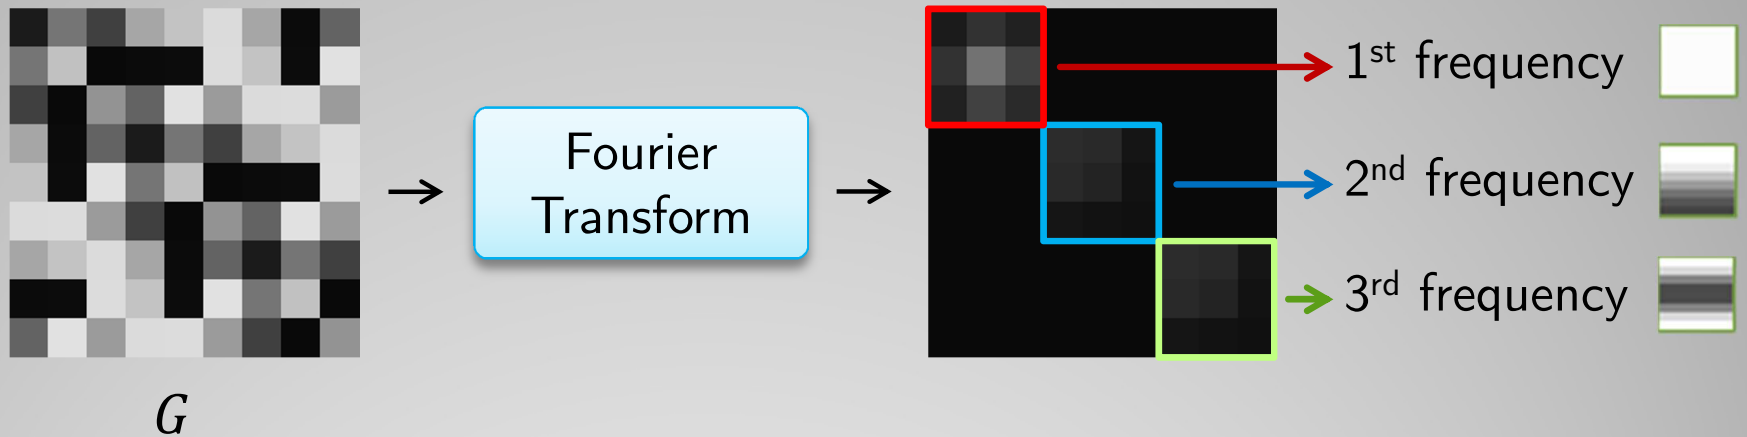 Fourier
Transform
1st frequency
2nd frequency
3rd frequency
G